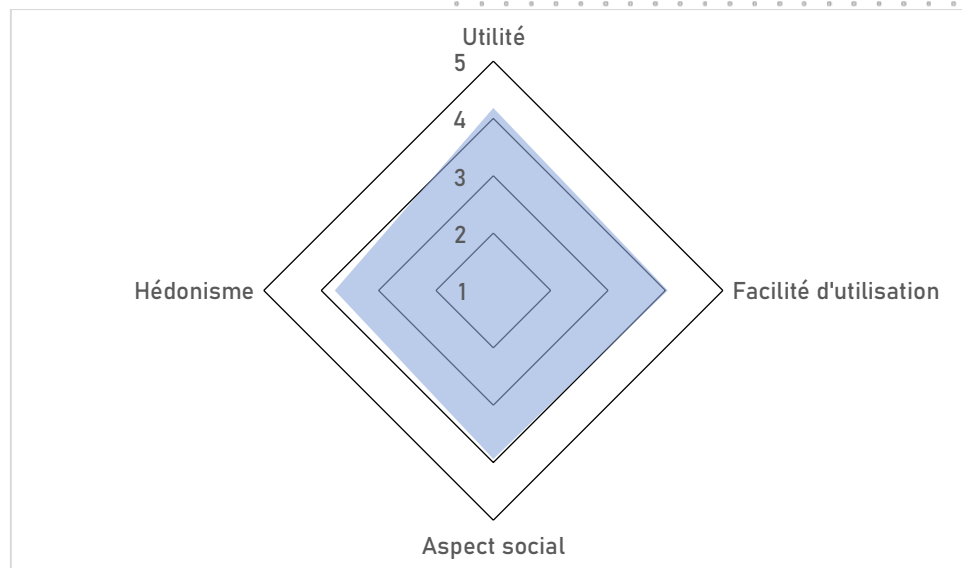 Utilité
5
4
3
2
1
Hédonisme
Facilité d'utilisation
Aspect social